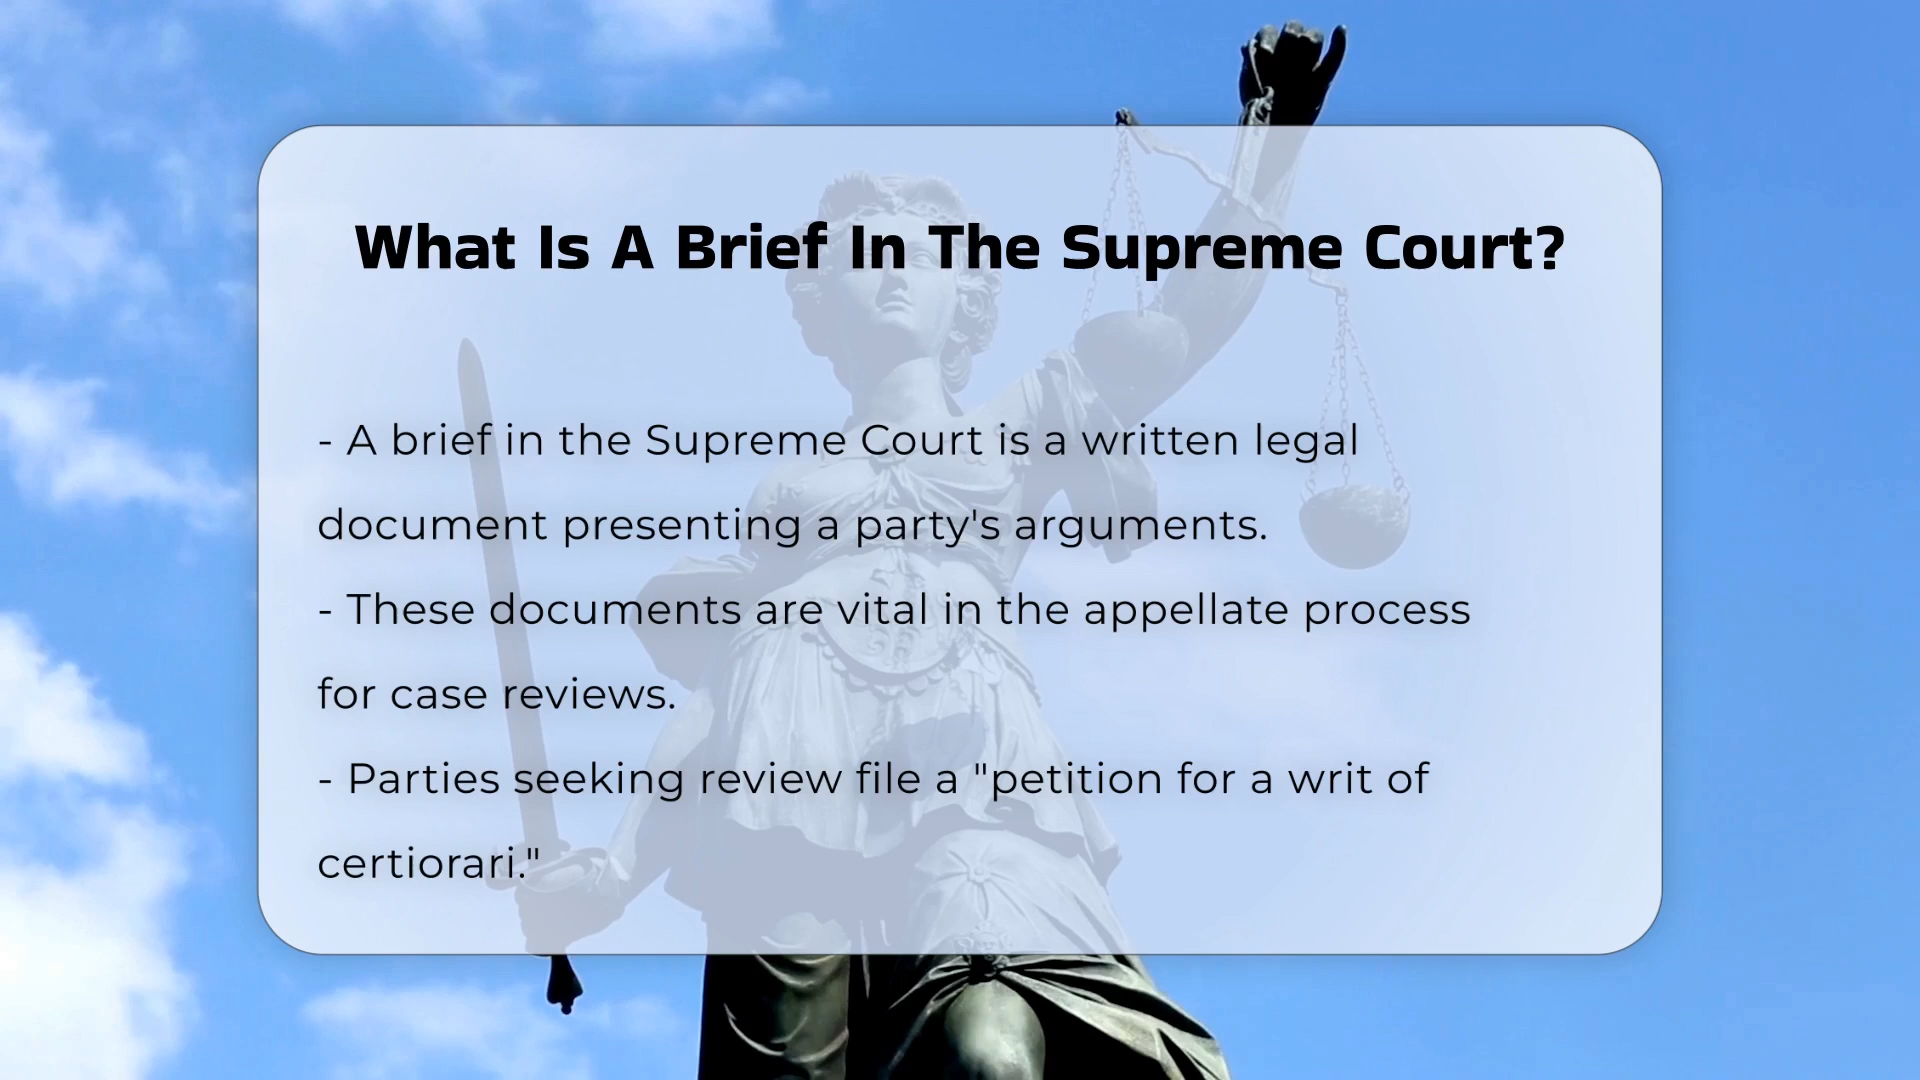 What Is A Brief In The Supreme Court?
- A brief in the Supreme Court is a written legal
document presenting a party's arguments.
- These documents are vital in the appellate process
for case reviews.
- Parties seeking review file a "petition for a writ of
certiorari."